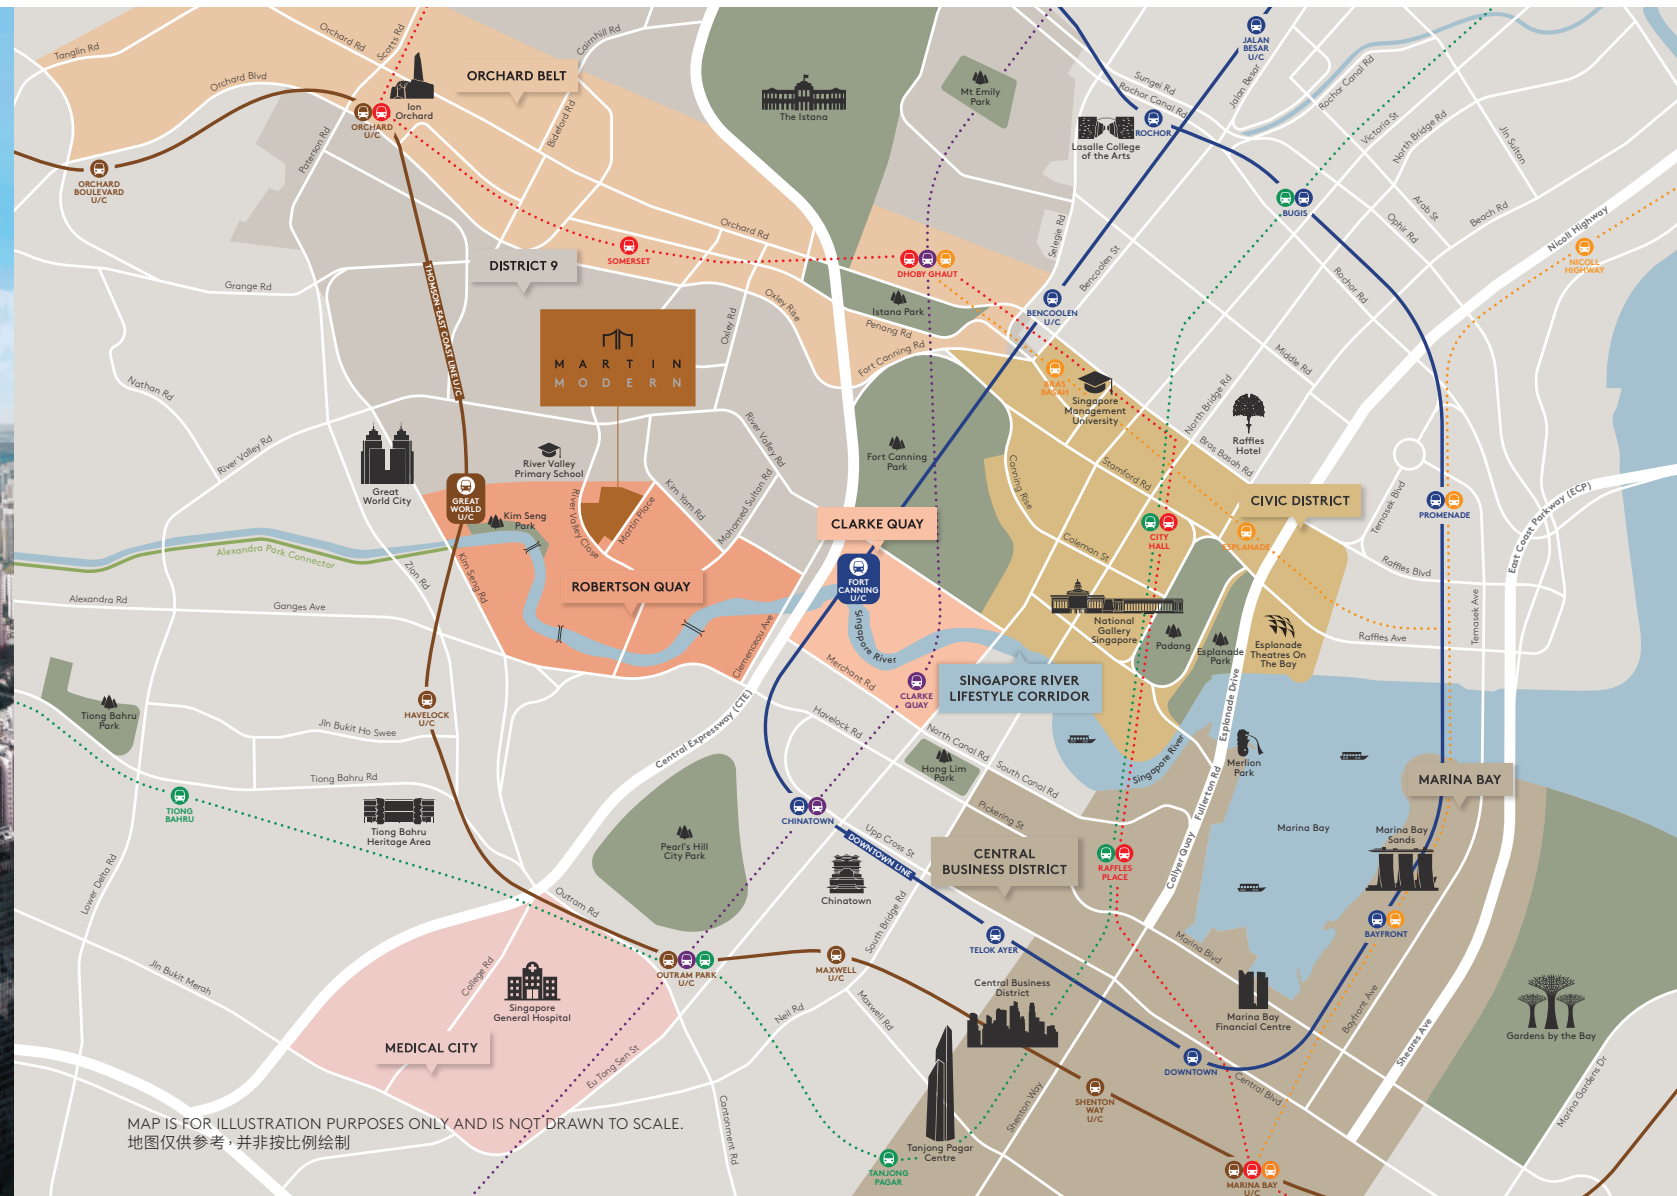 Tanglin Rd
Orchard Rd
Scotts Rd
Cairnhill Rd
Orchard Blvd
ORCHARD BELT
Ion
Orchard
ORCHARD
U/C
Bideford Rd
Paterson Rd
ORCHARD
BOULEVARD
U/C
The Istana
Mt Emily
Park
JALAN
BESAR
U/C
Jalan Besar
Sungei Rd
Rochor Canal Rd
Rochor Canal Rd
ROCHOR
Lasalle College
of the Arts
Victoria St
North Bridge Rd
Jln Sultan
BUGIS
Arab St
Ophir Rd
Beach Rd
Nicoll Highway
NICOLL
HIGHWAY
Orchard Rd
SOMERSET
DISTRICT 9
DHOBY GHAUT
Selegie Rd
Bencoolen St
Rochor Rd
Grange Rd
THOMSON-EAST COAST LINE U/C
Oxley Rise
Oxley Rd
Istana Park
Penang Rd
Fort Canning Rd
BENCOOLEN
U/C
MARTIN
MODERN
Middle Rd
Nathan Rd
BRAS
BASAH
Singapore
Management
University
North Bridge Rd
Raffles
Hotel
Bras Basah Rd
River Valley Rd
River Valley Rd
Great
World City
River Valley
Primary School
Fort Canning
Park
Canning Rise
Stamford Rd
GREAT
WORLD
U/C
Kim Seng
Park
River Valley Close
Martin Place
Kim Yam Rd
Mohamed Sultan Rd
CIVIC DISTRICT
Temasek Blvd
PROMENADE
East Coast Parkway (ECP)
CLARKE QUAY
CITY
HALL
ESPLANADE
Coleman St
Alexandra Park Connector
Zion Rd
Kim Seng Rd
ROBERTSON QUAY
FORT
CANNING
U/C
Raffles Blvd
Alexandra Rd
Ganges Ave
Singapore River
National
Gallery
Singapore
Padang
Esplanade
Park
Esplanade
Theatres On
The Bay
Raffles Ave
Temasek Ave
Clemenceau Ave
Merchant Rd
CLARKE
QUAY
SINGAPORE RIVER
LIFESTYLE CORRIDOR
Esplanade Drive
Tiong Bahru
Park
HAVELOCK
U/C
Jln Bukit Ho Swee
Central Expressway (CTE)
Havelock Rd
North Canal Rd
Hong Lim
Park
South Canal Rd
Singapore River
Merlion
Park
MARINA BAY
Tiong Bahru Rd
TIONG
BAHRU
Tiong Bahru
Heritage Area
CHINATOWN
Pickering St
Fullerton Rd
Marina Bay
Marina Bay
Sands
Pearl's Hill
City Park
Upp Cross St
DOWNTOWN LINE
CENTRAL
BUSINESS DISTRICT
RAFFLES
PLACE
Collyer Quay
Chinatown
Lower Delta Rd
Outram Rd
South Bridge Rd
TELOK AYER
BAYFRONT
Marina Blvd
College Rd
OUTRAM PARK
U/C
MAXWELL
U/C
Jln Bukit Merah
Singapore
General Hospital
Central Business
District
Neil Rd
Maxwell Rd
Marina Bay
Financial Centre
Bayfront Ave
Gardens by the Bay
MEDICAL CITY
Eu Tong Sen St
DOWNTOWN
Sheares Ave
Central Blvd
SHENTON
WAY
U/C
Shenton Way
Marina Gardens Dr
Cantonment Rd
MAP IS FOR ILLUSTRATION PURPOSES ONLY AND IS NOT DRAWN TO SCALE.
地图仅供参考，并非按比例绘制
Tanjong Pagar
Centre
TANJONG
PAGAR
MARINA BAY
U/C